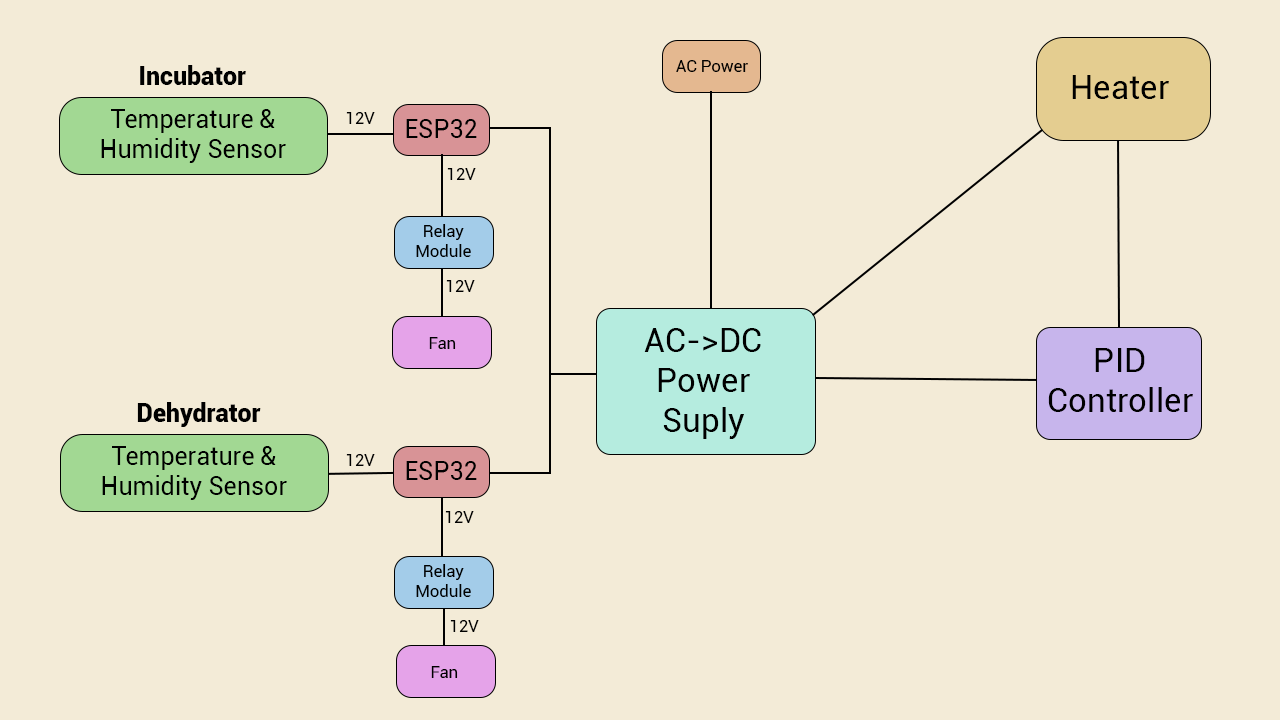 Incubator
Temperature &
Humidity Sensor
12V
ESP32
12V
Relay
Module
12V
Fan
Dehydrator
Temperature &
Humidity Sensor
12V
ESP32
12V
Relay
Module
12V
Fan
AC Power
AC->DC
Power
Suply
Heater
PID
Controller